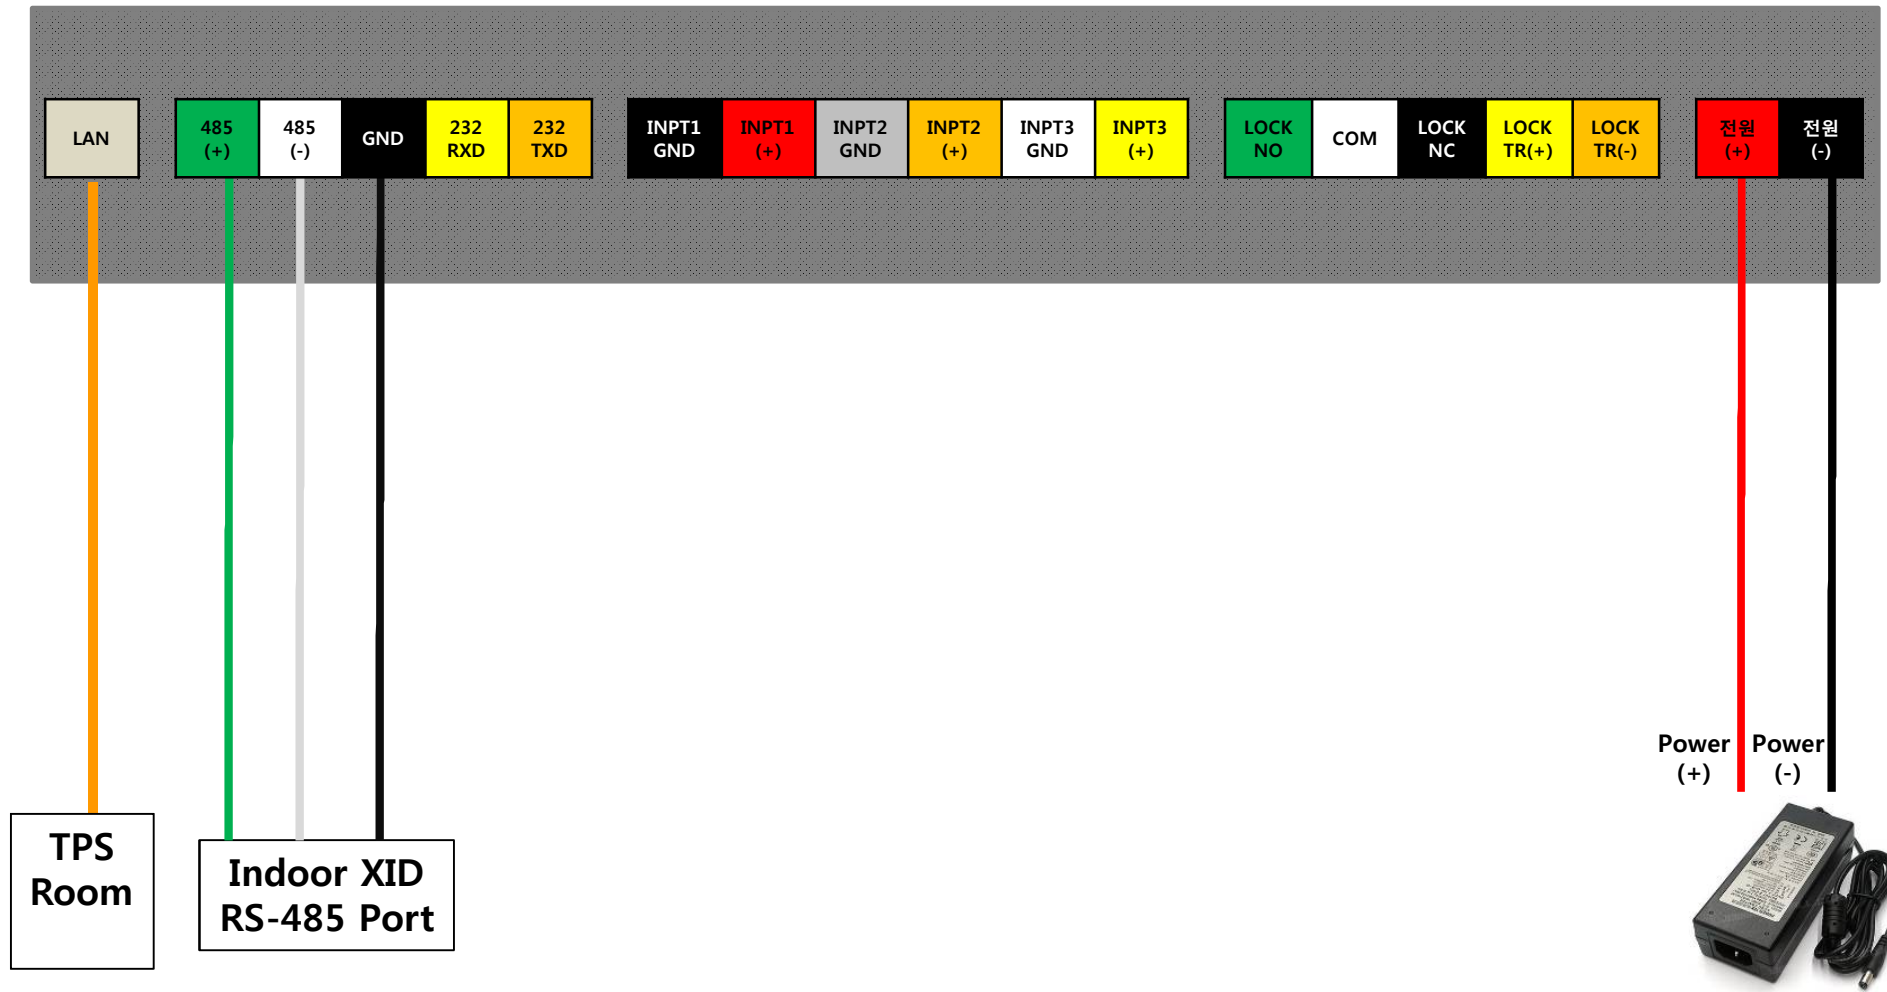 LAN
485
(+)
485
(-)
GND
232
RXD
232
TXD
INPT1
GND
INPT1
(+)
INPT2
GND
INPT2
(+)
INPT3
GND
INPT3
(+)
LOCK
NO
COM
LOCK
NC
LOCK
TR(+)
LOCK
TR(-)
전원
(+)
전원
(-)
Power
(+)
Power
(-)
TPS
Room
Indoor XID
RS-485 Port